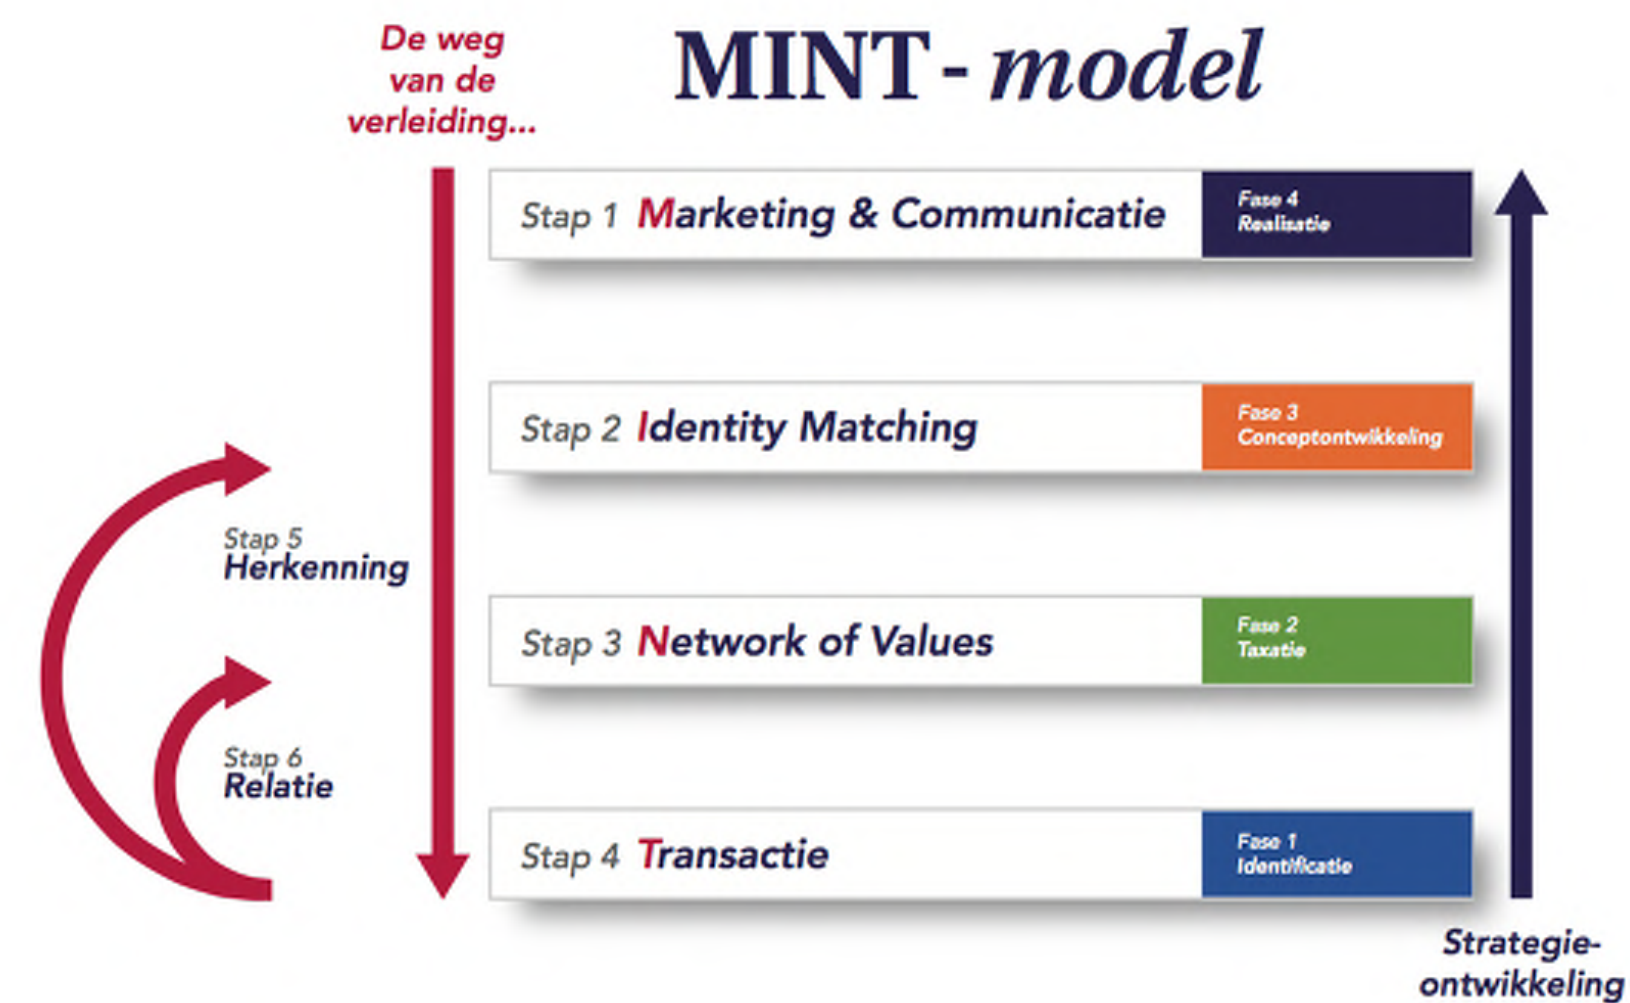 De weg
van de
verleiding...
MINT - model
Stap 1 Marketing & Communicatie
Fase 4
Realisatie
Stap 2 Identity Matching
Fase 3
Conceptontwikkeling
Stap 5
Herkenning
Stap 3 Network of Values
Fase 2
Taxatie
Stap 6
Relatie
Stap 4 Transactie
Fase 1
Identificatie
Strategie-
ontwikkeling